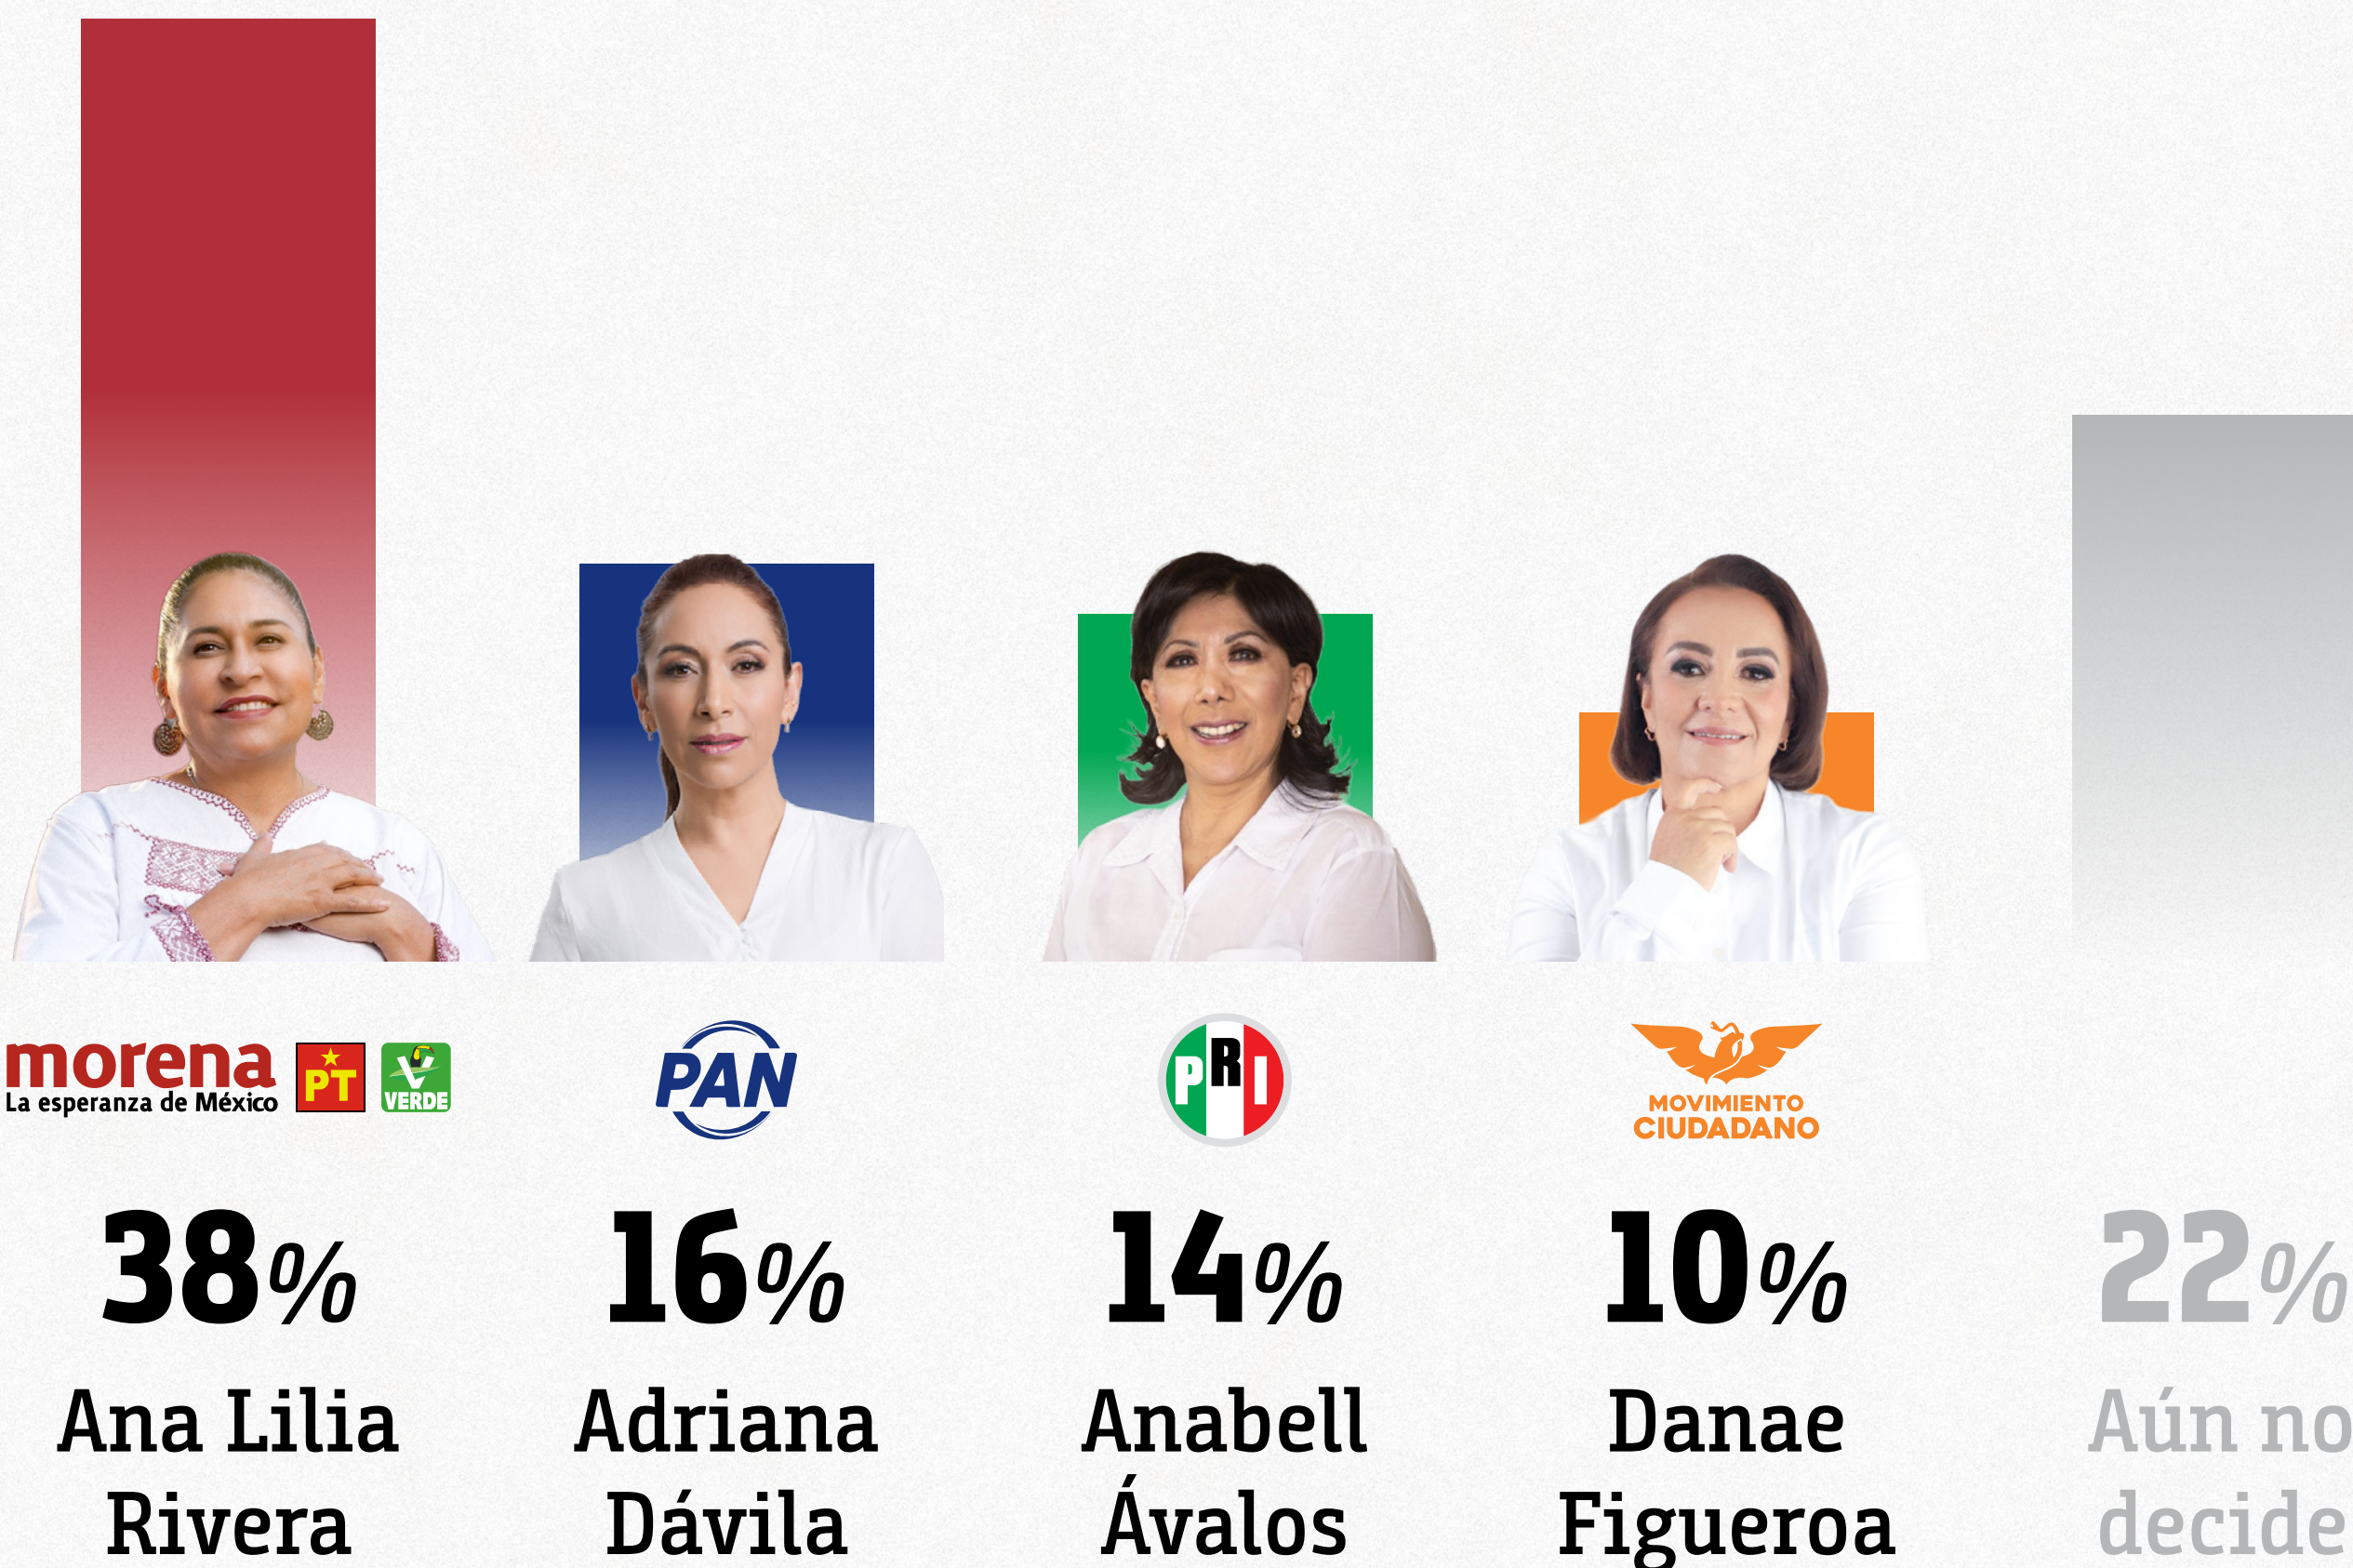 morena
La esperanza de México
PT
VERDE
PAN
PRI
MOVIMIENTO
CIUDADANO
38%
16%
14%
10%
22%
Ana Lilia
Rivera
Adriana
Dávila
Anabell
Ávalos
Danae
Figueroa
Aún no
decide